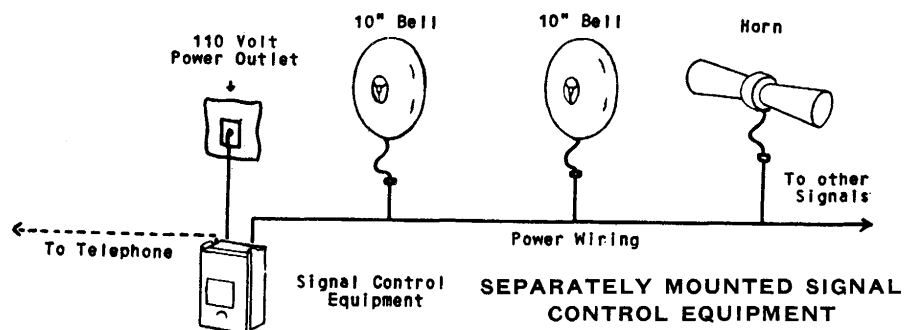 10" Bell
10" Bell
Horn
110 Volt
Power Outlet
To other
Signals
To Telephone
Power Wiring
Signal Control
Equipment
SEPARATELY MOUNTED SIGNAL
CONTROL EQUIPMENT